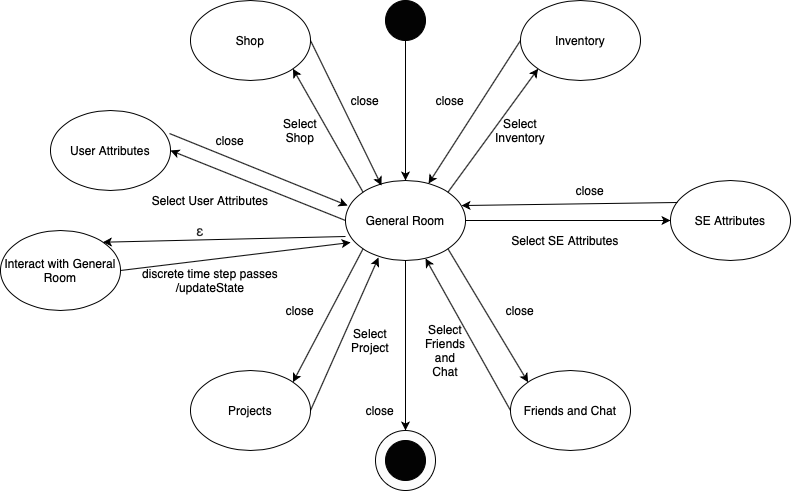 Shop
Inventory
close
close
Select
Shop
Select
Inventory
User Attributes
close
Select User Attributes
General Room
close
SE Attributes
Select SE Attributes
ε
Interact with General
Room
discrete time step passes
/updateState
close
Select
Project
Select
Friends
and
Chat
close
Projects
close
Friends and Chat